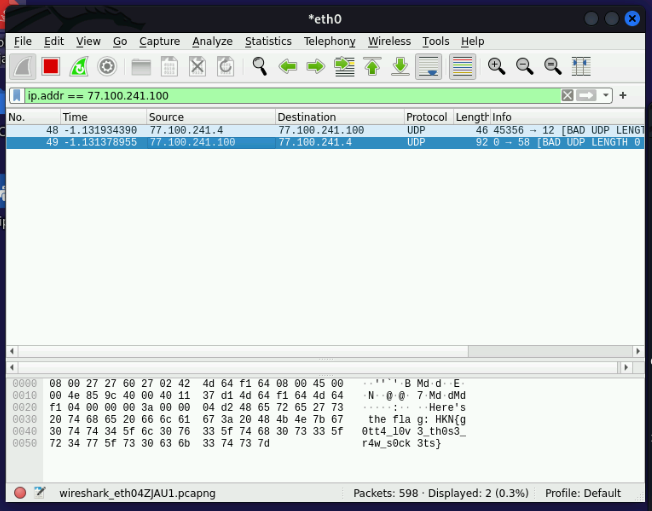 *eth0
File Edit View Go Capture Analyze Statistics Telephony Wireless Tools Help
ip.addr == 77.100.241.100
No. Time Source Destination Protocol Length Info
48 -1.131934390 77.100.241.4 77.100.241.100 UDP 46 45356 → 12 [BAD UDP LENGT
49 -1.131378955 77.100.241.100 77.100.241.4 UDP 92 0 → 58 [BAD UDP LENGTH 0
0000 08 00 27 27 60 27 02 42 4d 64 f1 64 08 00 45 00 ··''`'·B Md·d··E·
0010 00 4e 85 9c 40 00 40 11 37 d1 4d 64 f1 64 4d 64 ·N··@·@· 7·Md·dMd
0020 f1 04 00 00 00 3a 00 00 04 d2 48 65 72 65 27 73 ·····:·· ··Here's
0030 20 74 68 65 20 66 6c 61 67 3a 20 48 4b 4e 7b 67 the fla g: HKN{g
0040 30 74 74 34 5f 6c 30 76 33 5f 74 68 30 73 33 5f 0tt4_l0v 3_th0s3_
0050 72 34 77 5f 73 30 63 6b 33 74 73 7d r4w_s0ck 3ts}
wireshark_eth04ZJAU1.pcapng Packets: 598 · Displayed: 2 (0.3%) Profile: Default